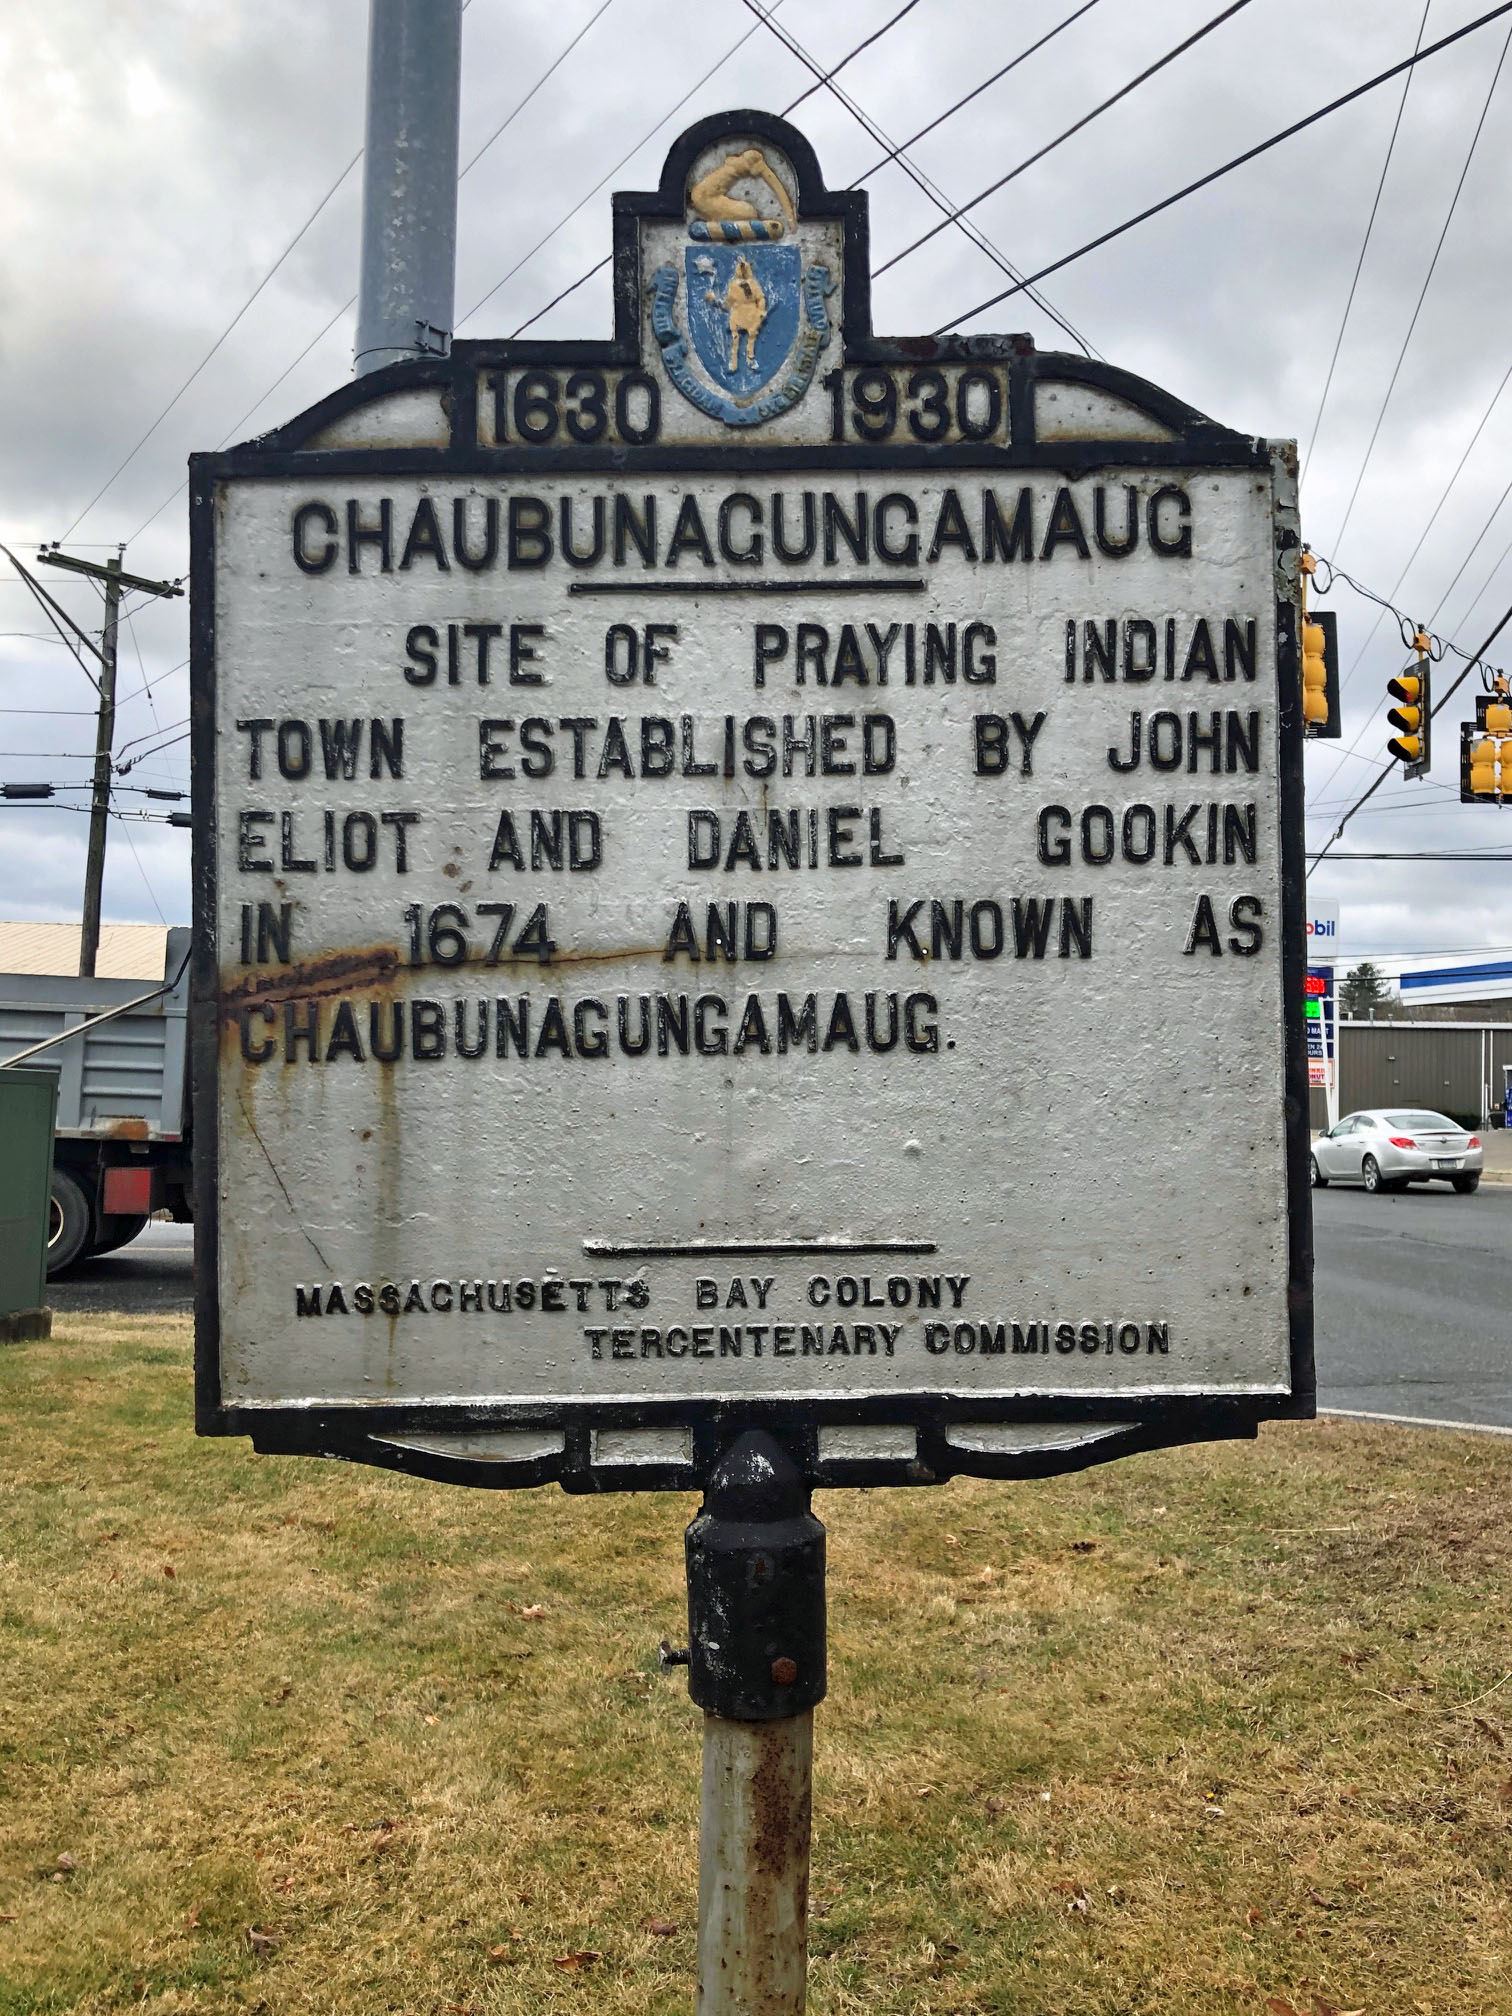 1630 1930
CHAUBUNAGUNGAMAUG
SITE OF PRAYING INDIAN
TOWN ESTABLISHED BY JOHN
ELIOT AND DANIEL GOOKIN
IN 1674 AND KNOWN AS
CHAUBUNAGUNGAMAUG.
MASSACHUSETTS BAY COLONY
TERCENTENARY COMMISSION
obil